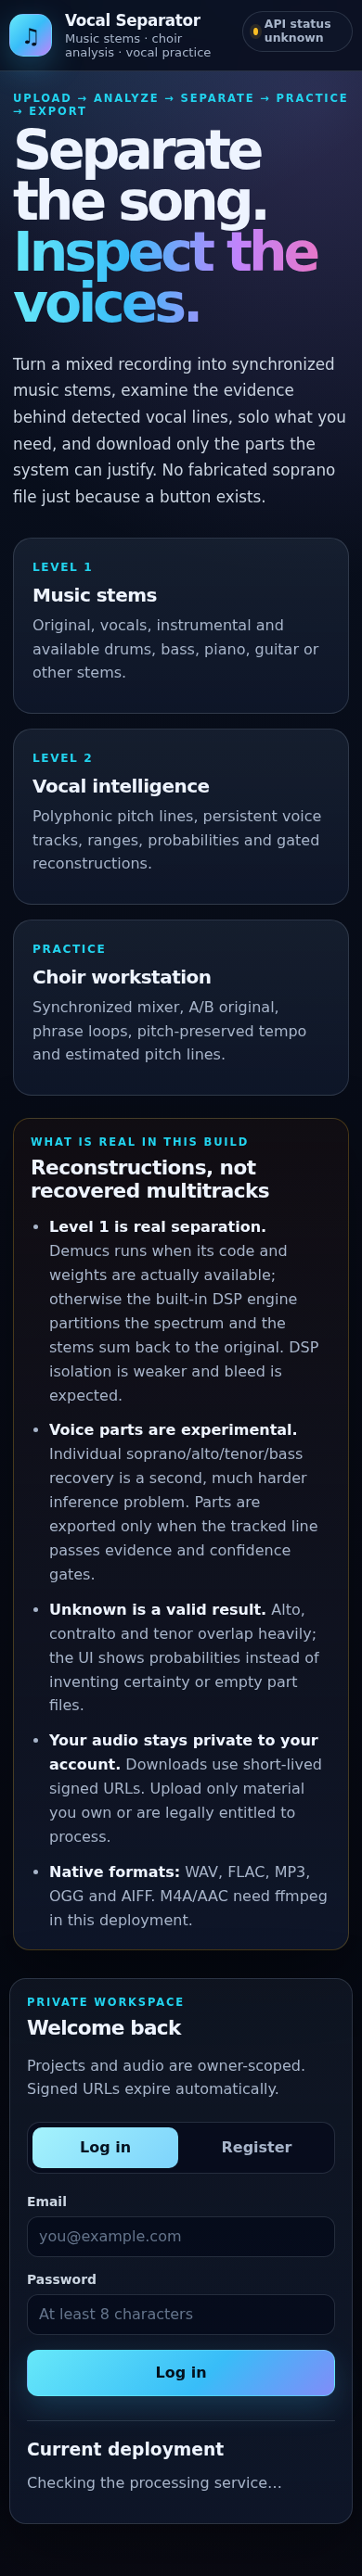 Vocal Separator
Music stems · choir
analysis · vocal practice
API status
unknown
UPLOAD → ANALYZE → SEPARATE → PRACTICE
→ EXPORT
Separate
the song.
Inspect the
voices.
Turn a mixed recording into synchronized
music stems, examine the evidence
behind detected vocal lines, solo what you
need, and download only the parts the
system can justify. No fabricated soprano
file just because a button exists.
LEVEL 1
Music stems
Original, vocals, instrumental and
available drums, bass, piano, guitar or
other stems.
LEVEL 2
Vocal intelligence
Polyphonic pitch lines, persistent voice
tracks, ranges, probabilities and gated
reconstructions.
PRACTICE
Choir workstation
Synchronized mixer, A/B original,
phrase loops, pitch-preserved tempo
and estimated pitch lines.
WHAT IS REAL IN THIS BUILD
Reconstructions, not
recovered multitracks
• Level 1 is real separation.
Demucs runs when its code and
weights are actually available;
otherwise the built-in DSP engine
partitions the spectrum and the
stems sum back to the original. DSP
isolation is weaker and bleed is
expected.
• Voice parts are experimental.
Individual soprano/alto/tenor/bass
recovery is a second, much harder
inference problem. Parts are
exported only when the tracked line
passes evidence and confidence
gates.
• Unknown is a valid result. Alto,
contralto and tenor overlap heavily;
the UI shows probabilities instead of
inventing certainty or empty part
files.
• Your audio stays private to your
account. Downloads use short-lived
signed URLs. Upload only material
you own or are legally entitled to
process.
• Native formats: WAV, FLAC, MP3,
OGG and AIFF. M4A/AAC need ffmpeg
in this deployment.
PRIVATE WORKSPACE
Welcome back
Projects and audio are owner-scoped.
Signed URLs expire automatically.
Log in
Register
Email
you@example.com
Password
At least 8 characters
Log in
Current deployment
Checking the processing service…